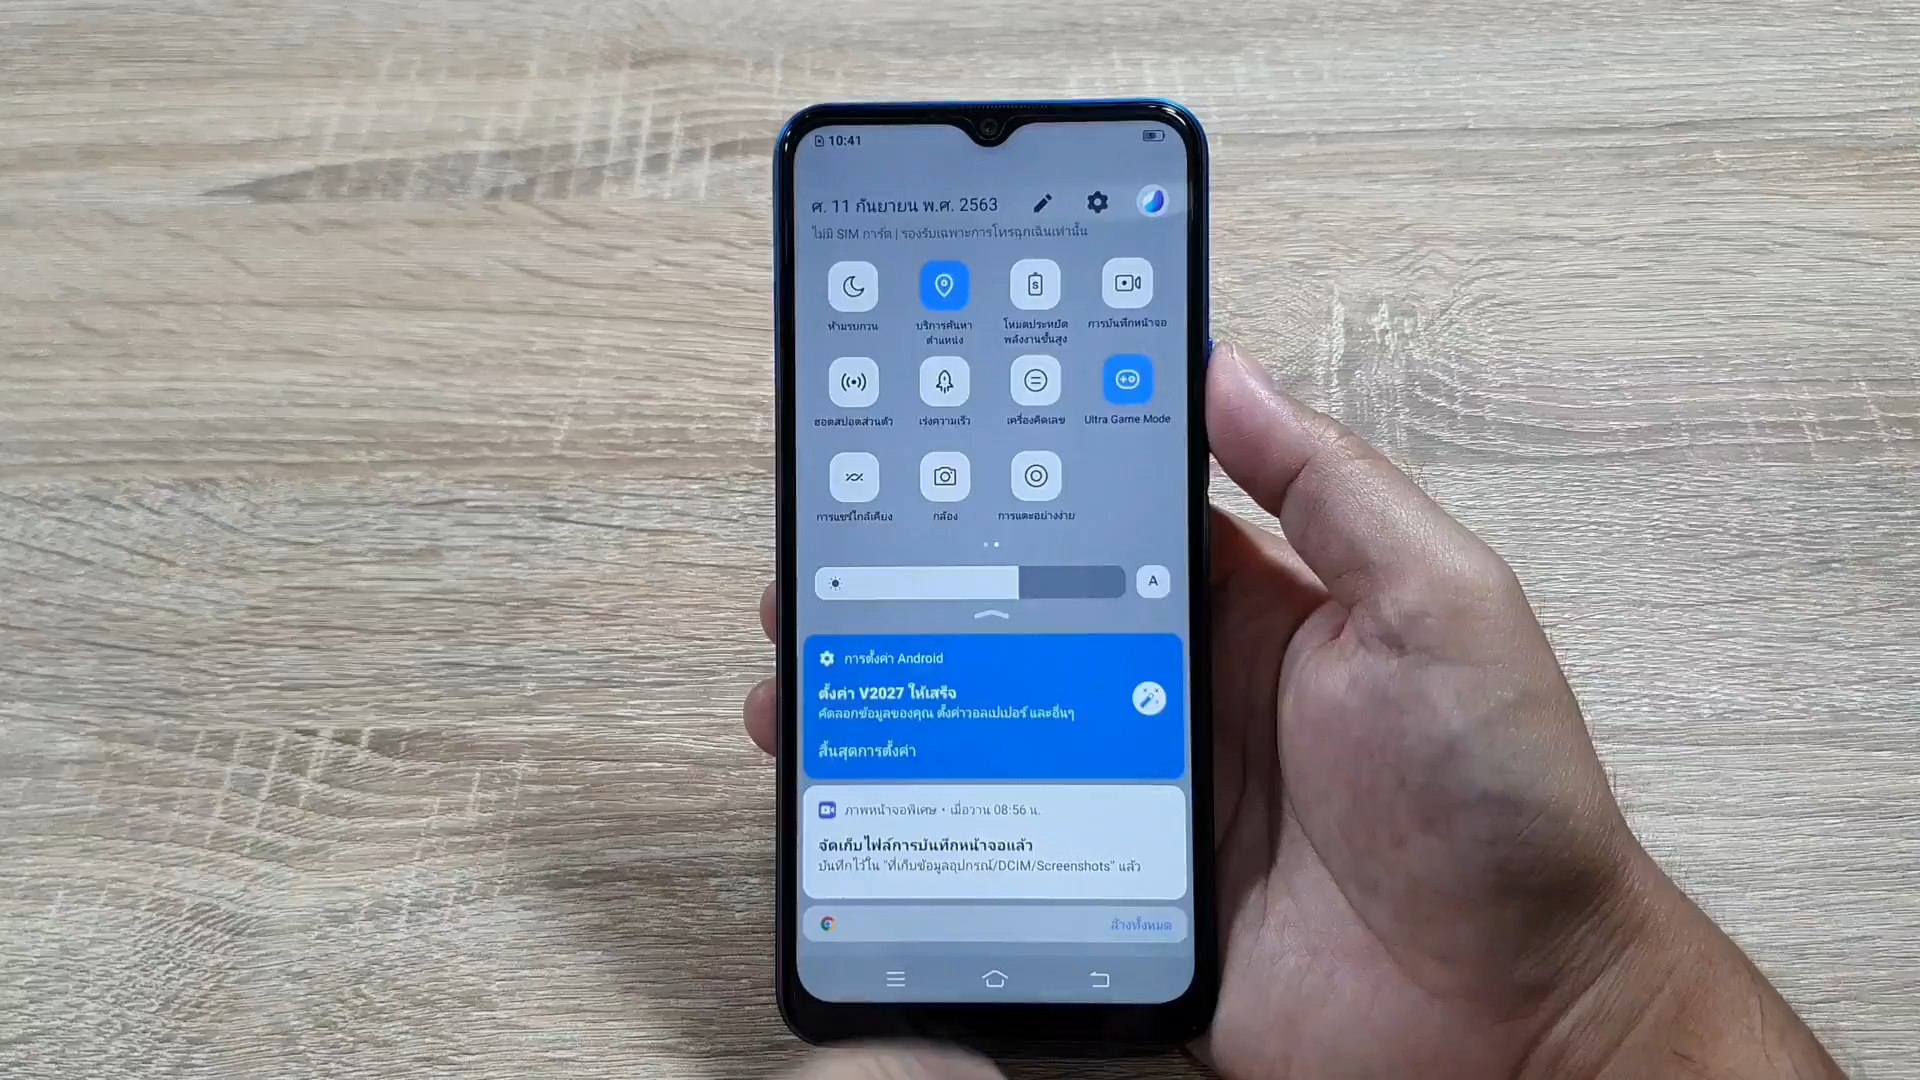 10:41
ศ. 11 กันยายน พ.ศ. 2563
ไม่มี SIM การ์ด | รองรับเฉพาะการโทรฉุกเฉินเท่านั้น
ห้ามรบกวน
บริการค้นหา
ตำแหน่ง
โหมดประหยัด
พลังงานขั้นสูง
การบันทึกหน้าจอ
ฮอตสปอตส่วนตัว
เร่งความเร็ว
เครื่องคิดเลข
Ultra Game Mode
การแชร์ใกล้เคียง
กล้อง
การแตะอย่างง่าย
A
การตั้งค่า Android
ตั้งค่า V2027 ให้เสร็จ
คัดลอกข้อมูลของคุณ ตั้งค่าวอลเปเปอร์ และอื่นๆ
สิ้นสุดการตั้งค่า
ภาพหน้าจอพิเศษ • เมื่อวาน 08:56 น.
จัดเก็บไฟล์การบันทึกหน้าจอแล้ว
บันทึกไว้ใน "ที่เก็บข้อมูลอุปกรณ์/DCIM/Screenshots" แล้ว
ล้างทั้งหมด